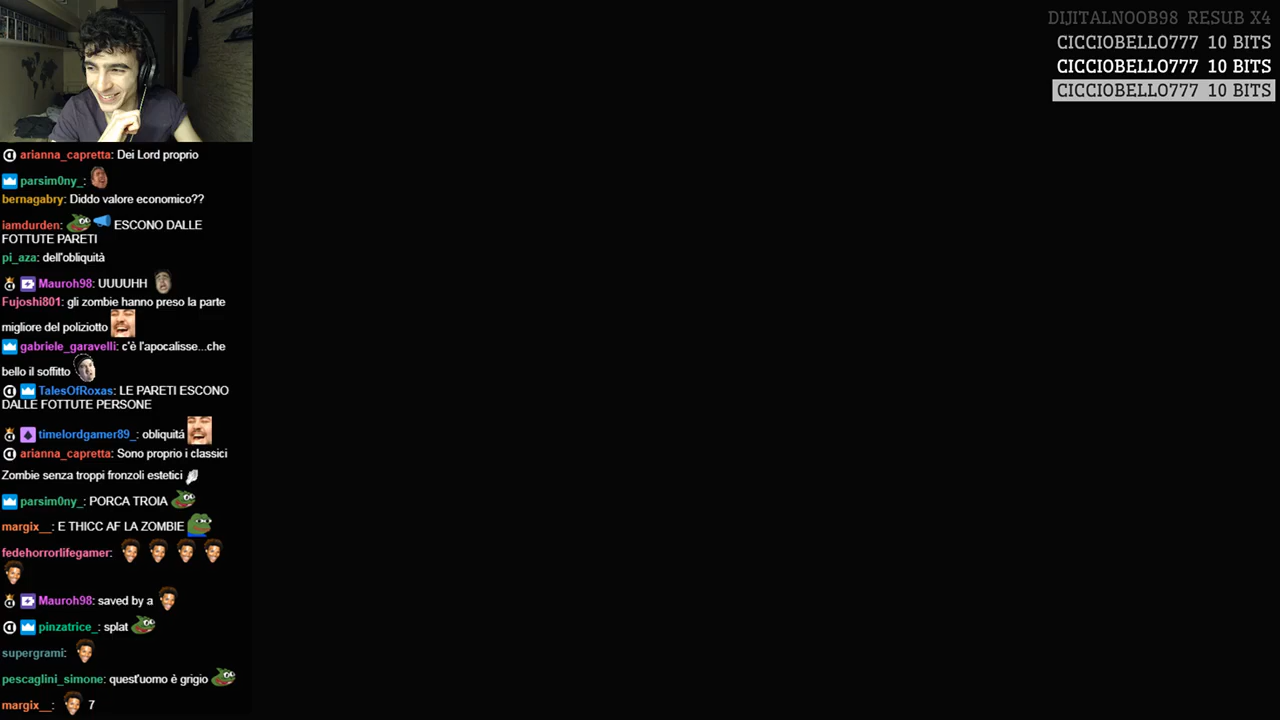 DIJITALNOOB98 RESUB X4
CICCIOBELLO777 10 BITS
CICCIOBELLO777 10 BITS
CICCIOBELLO777 10 BITS
arianna_capretta: Dei Lord proprio
parsim0ny_:
bernagabry: Diddo valore economico??
iamdurden: ESCONO DALLE
FOTTUTE PARETI
pi_aza: dell'obliquità
Mauroh98: UUUUHH
Fujoshi801: gli zombie hanno preso la parte
migliore del poliziotto
gabriele_garavelli: c'è l'apocalisse...che
bello il soffitto
TalesOfRoxas: LE PARETI ESCONO
DALLE FOTTUTE PERSONE
timelordgamer89_: obliquitá
arianna_capretta: Sono proprio i classici
Zombie senza troppi fronzoli estetici
parsim0ny_: PORCA TROIA
margix__: E THICC AF LA ZOMBIE
fedehorrorlifegamer:
Mauroh98: saved by a
pinzatrice_: splat
supergrami:
pescaglini_simone: quest'uomo è grigio
margix__: 7